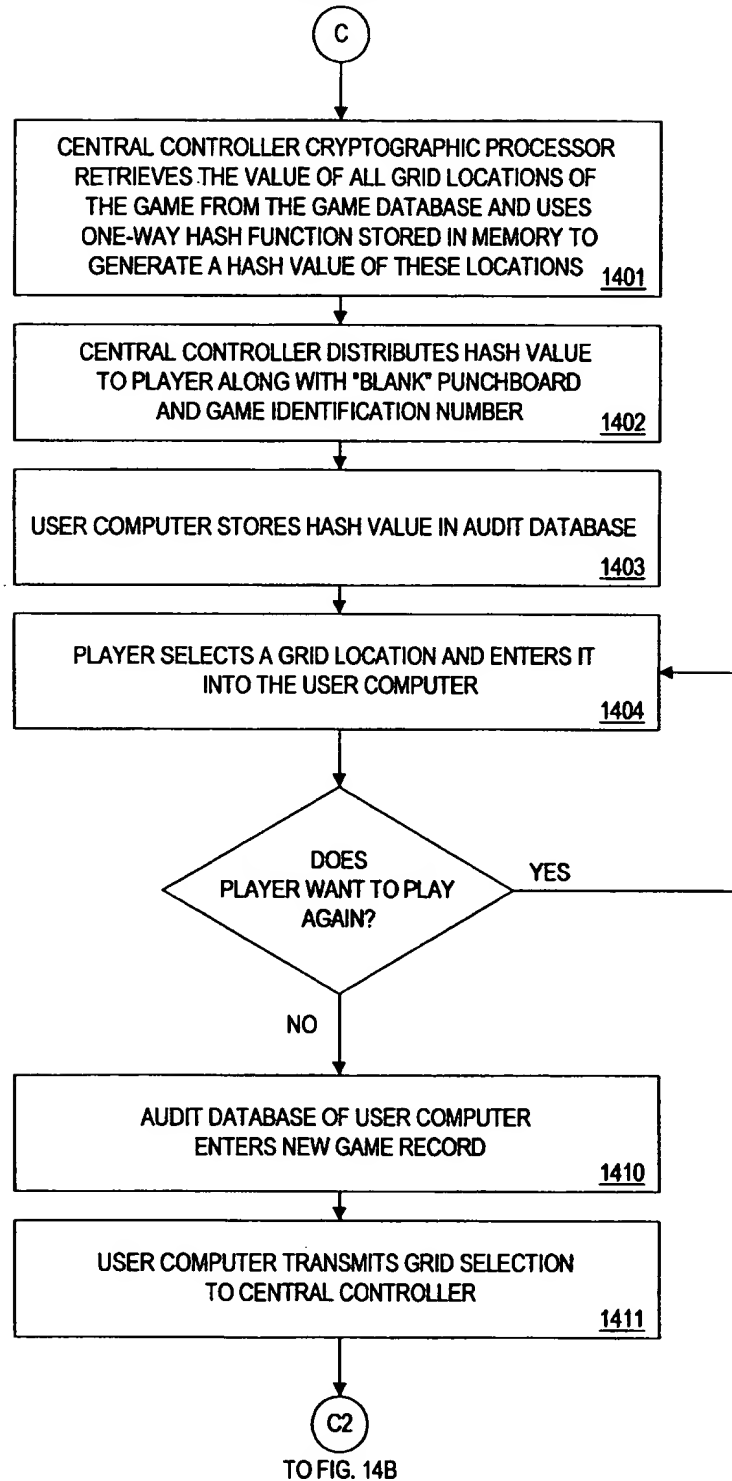 C
CENTRAL CONTROLLER CRYPTOGRAPHIC PROCESSOR
RETRIEVES THE VALUE OF ALL GRID LOCATIONS OF
THE GAME FROM THE GAME DATABASE AND USES
ONE-WAY HASH FUNCTION STORED IN MEMORY TO
GENERATE A HASH VALUE OF THESE LOCATIONS
1401
CENTRAL CONTROLLER DISTRIBUTES HASH VALUE
TO PLAYER ALONG WITH "BLANK" PUNCHBOARD
AND GAME IDENTIFICATION NUMBER
1402
USER COMPUTER STORES HASH VALUE IN AUDIT DATABASE
1403
PLAYER SELECTS A GRID LOCATION AND ENTERS IT
INTO THE USER COMPUTER
1404
DOES
PLAYER WANT TO PLAY
AGAIN?
YES
NO
AUDIT DATABASE OF USER COMPUTER
ENTERS NEW GAME RECORD
1410
USER COMPUTER TRANSMITS GRID SELECTION
TO CENTRAL CONTROLLER
1411
C2
TO FIG. 14B